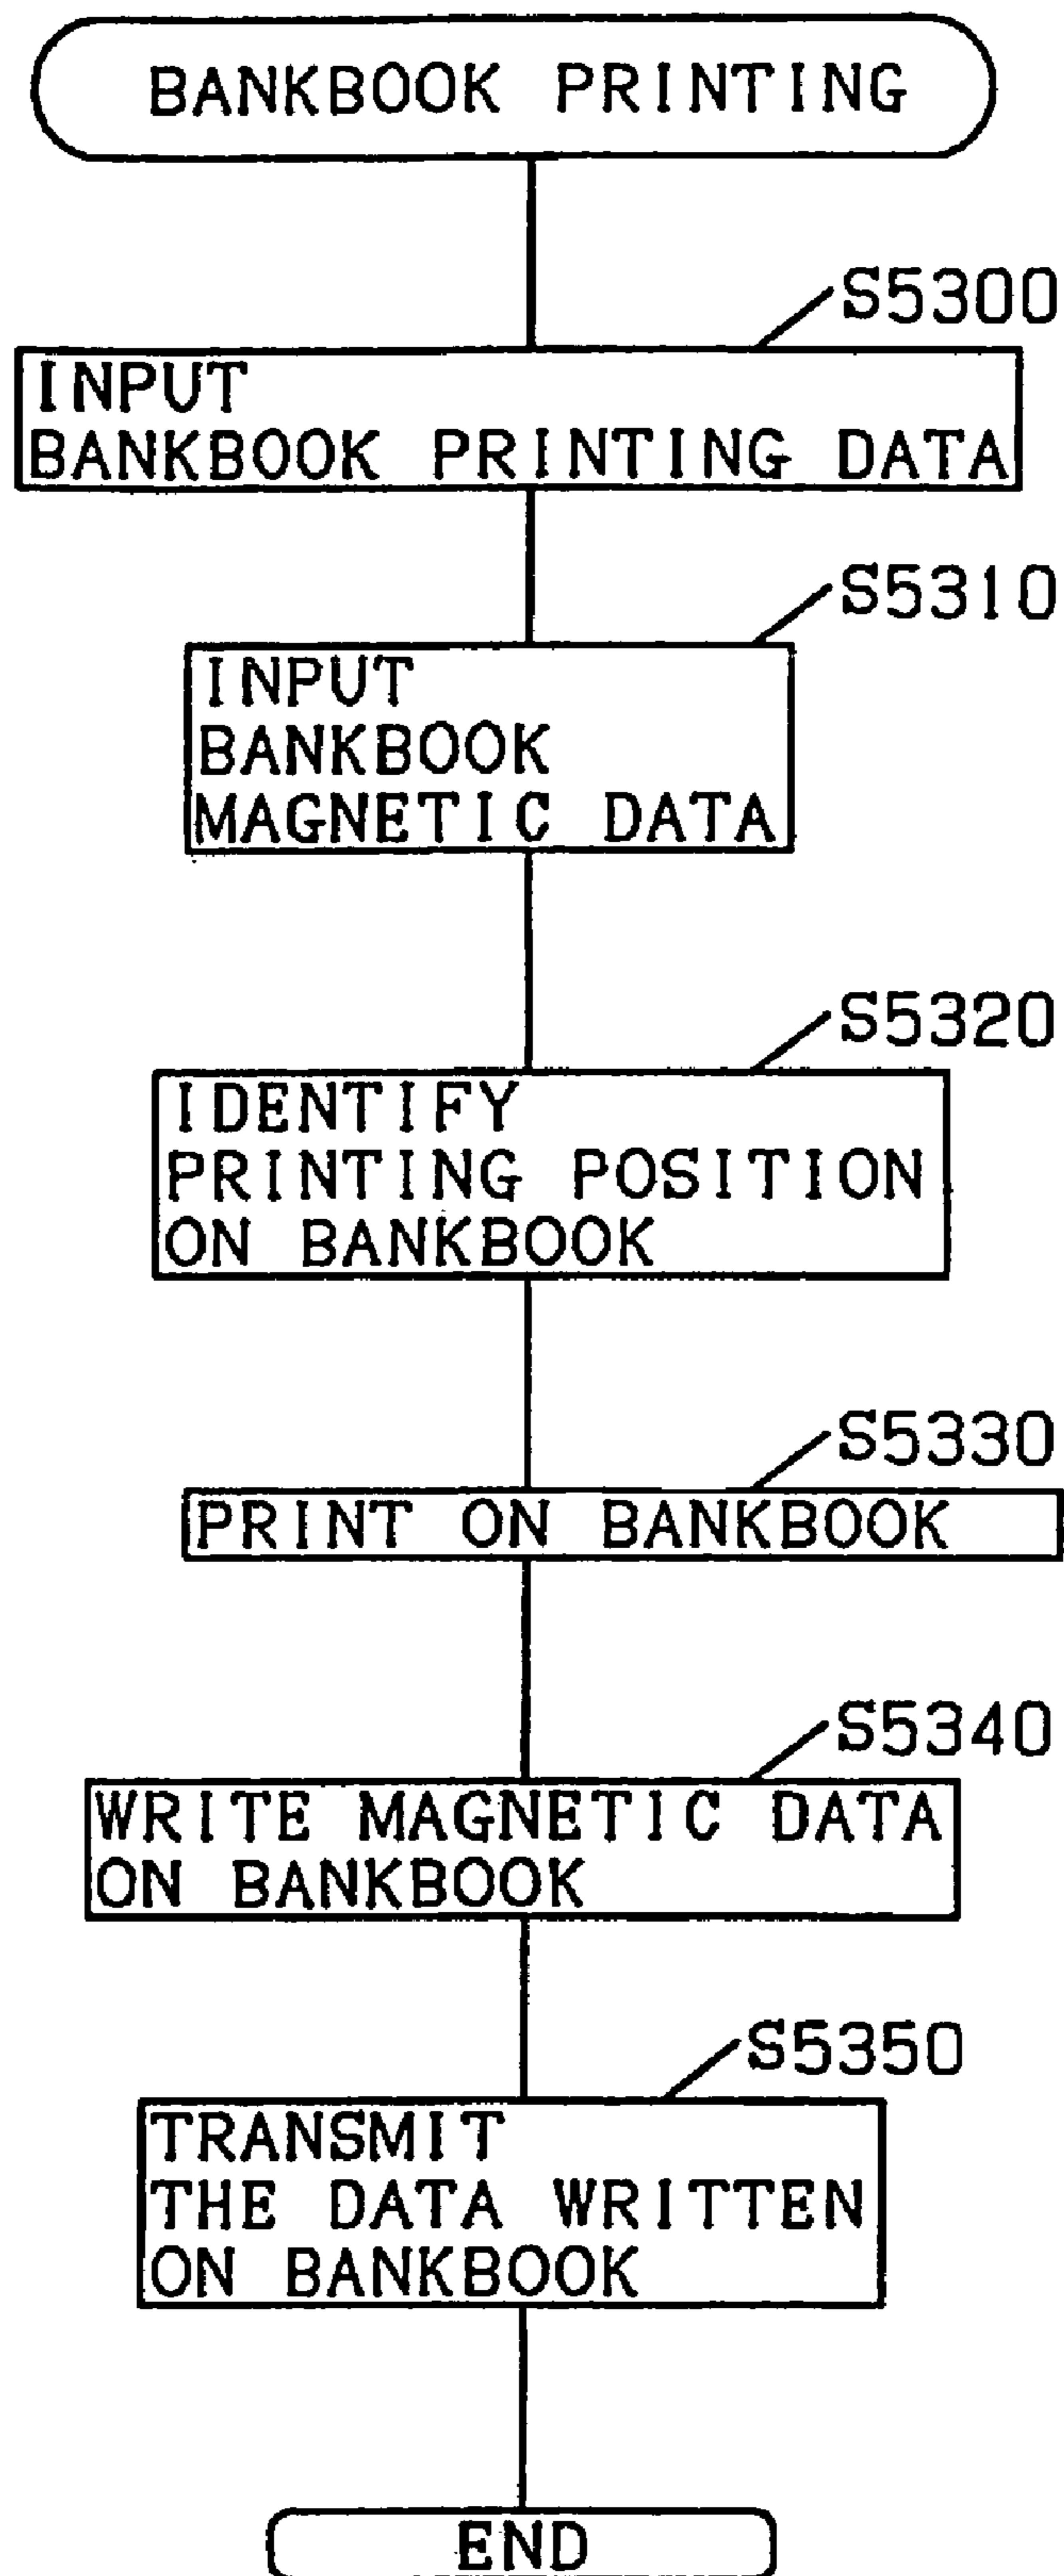 BANKBOOK PRINTING
S5300
INPUT
BANKBOOK PRINTING DATA
S5310
INPUT
BANKBOOK
MAGNETIC DATA
S5320
IDENTIFY
PRINTING POSITION
ON BANKBOOK
S5330
PRINT ON BANKBOOK
S5340
WRITE MAGNETIC DATA
ON BANKBOOK
S5350
TRANSMIT
THE DATA WRITTEN
ON BANKBOOK
END